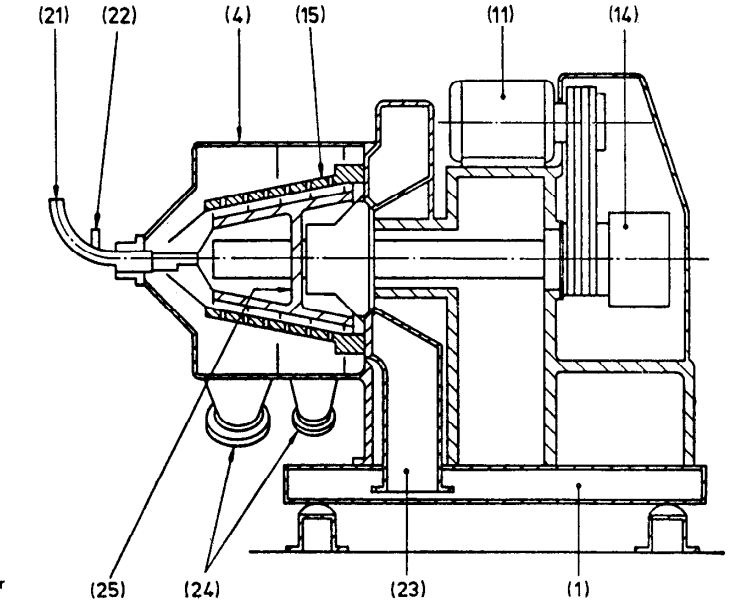 (21) (22) (4) (15) (11) (14)
r (25) (24) (23) (1)